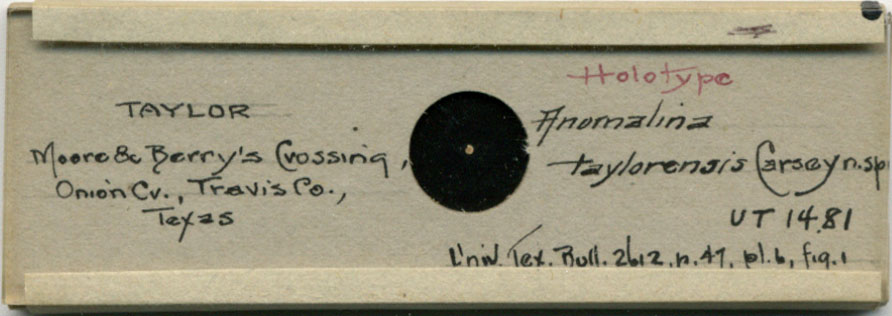 TAYLOR
Moore & Berry's Crossing,
Onion Cr., Travis Co.,
Texas
Holotype
Anomalina
taylorensis Carsey n.sp
UT 1481
Univ. Tex. Bull. 2612, p. 47, pl. 6, fig. 1